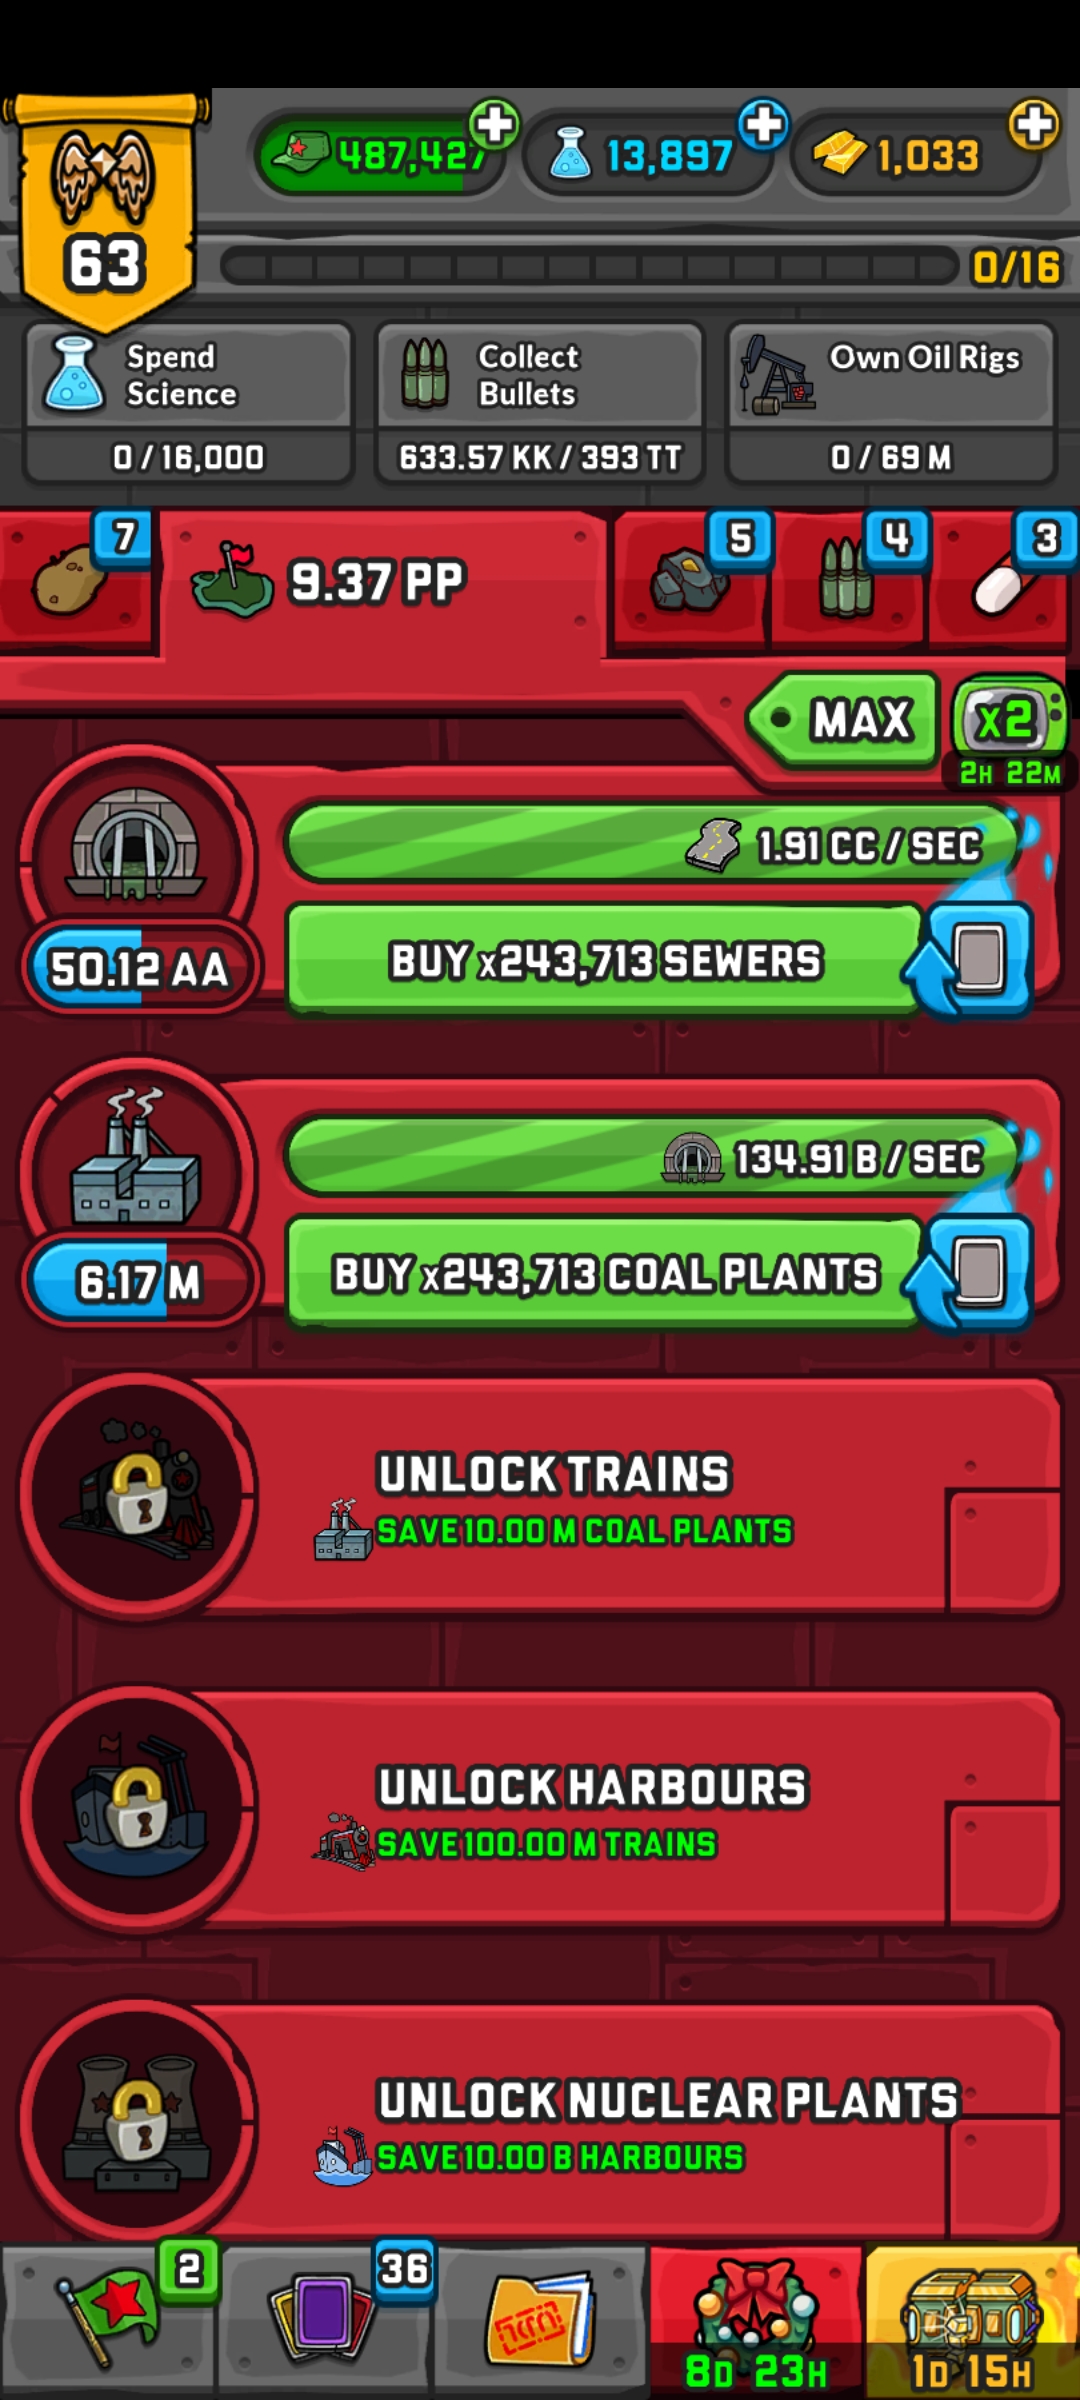 487,427
13,897
1,033
63
0/16
Spend
Science
0 / 16,000
Collect
Bullets
633.57 KK / 393 TT
Own Oil Rigs
0 / 69 M
7
9.37 PP
5
4
3
MAX
x2
2H 22M
1.91 CC / SEC
50.12 AA
BUY x243,713 SEWERS
134.91 B / SEC
6.17 M
BUY x243,713 COAL PLANTS
UNLOCK TRAINS
SAVE 10.00 M COAL PLANTS
UNLOCK HARBOURS
SAVE 100.00 M TRAINS
UNLOCK NUCLEAR PLANTS
SAVE 10.00 B HARBOURS
2
36
8D 23H
1D 15H